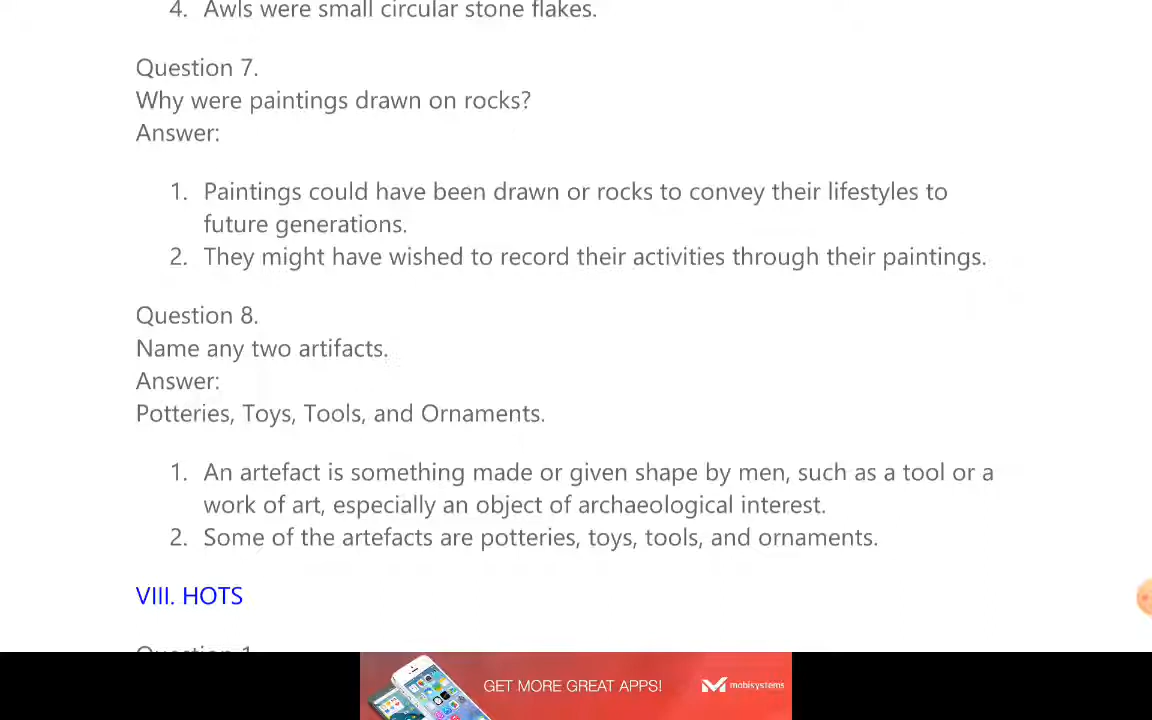 4. Awls were small circular stone flakes.
Question 7.
Why were paintings drawn on rocks?
Answer:
1. Paintings could have been drawn or rocks to convey their lifestyles to
future generations.
2. They might have wished to record their activities through their paintings.
Question 8.
Name any two artifacts.
Answer:
Potteries, Toys, Tools, and Ornaments.
1. An artefact is something made or given shape by men, such as a tool or a
work of art, especially an object of archaeological interest.
2. Some of the artefacts are potteries, toys, tools, and ornaments.
VIII. HOTS
Question 1
GET MORE GREAT APPS!
mobisystems